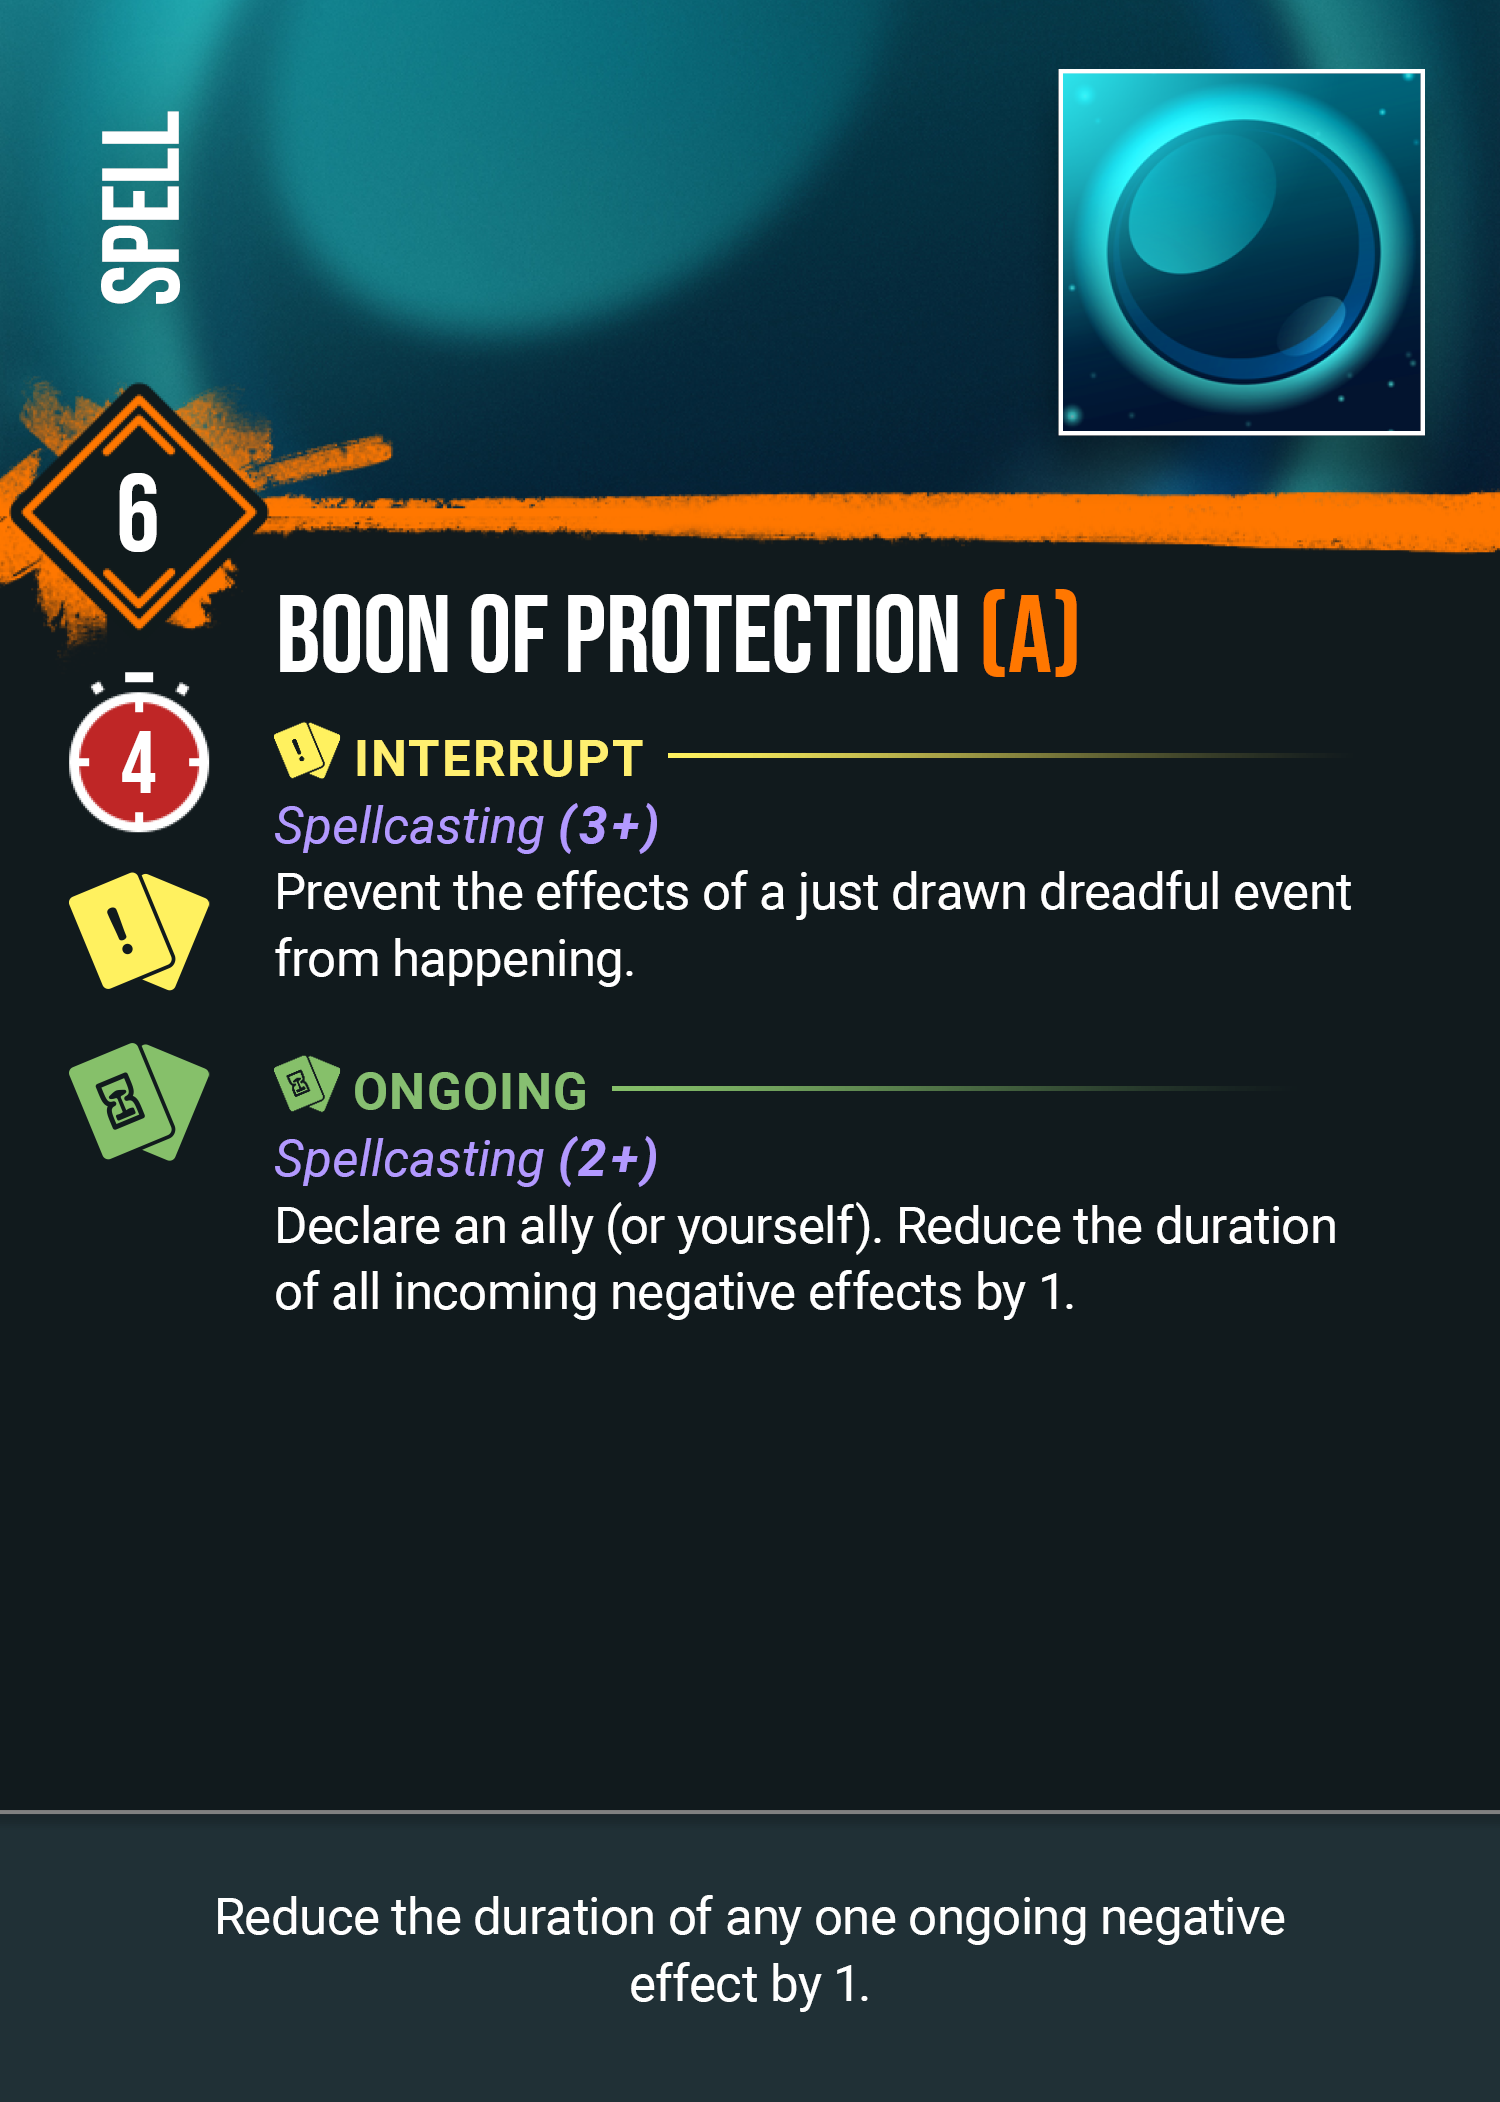 SPELL
6
BOON OF PROTECTION (A)
4
! INTERRUPT
Spellcasting (3+)
!
Prevent the effects of a just drawn dreadful event
from happening.
ONGOING
Spellcasting (2+)
Declare an ally (or yourself). Reduce the duration
of all incoming negative effects by 1.
Reduce the duration of any one ongoing negative
effect by 1.